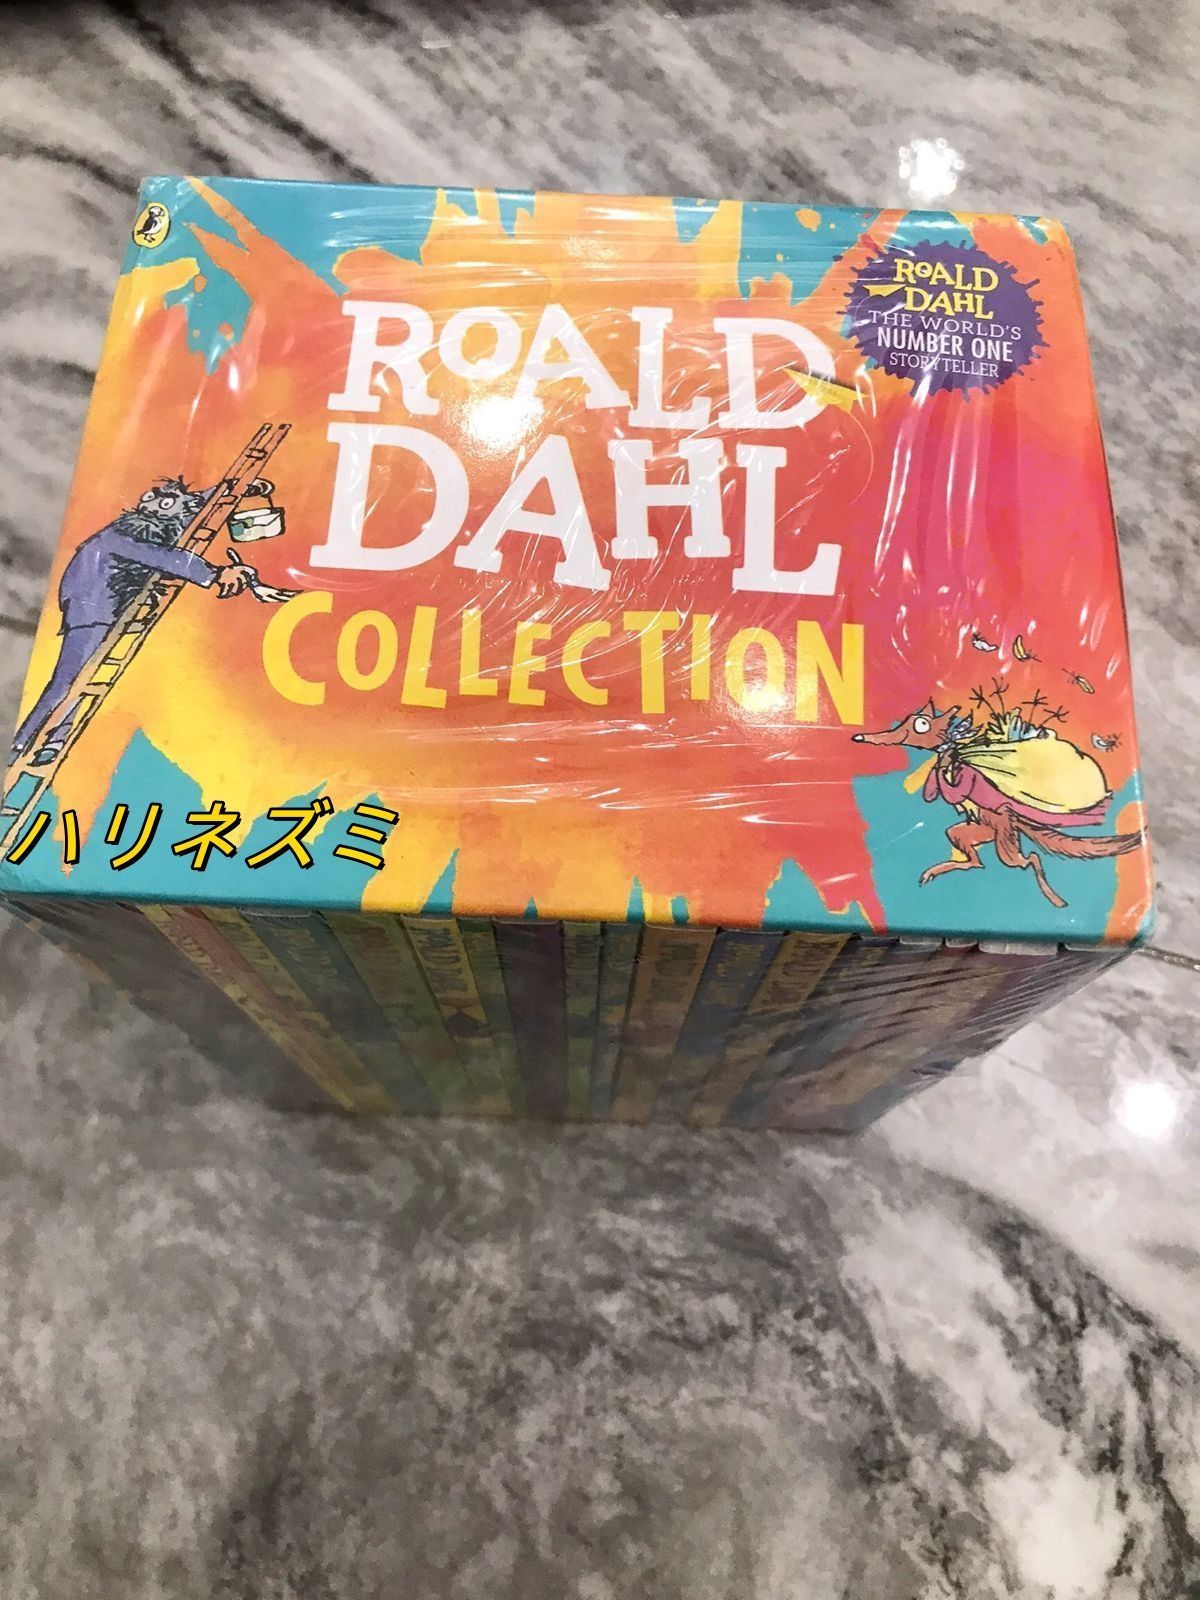 ROALD
DAHL
COLLECTION
ROALD
DAHL
THE WORLD'S
NUMBER ONE
STORYTELLER
ハリネズミ